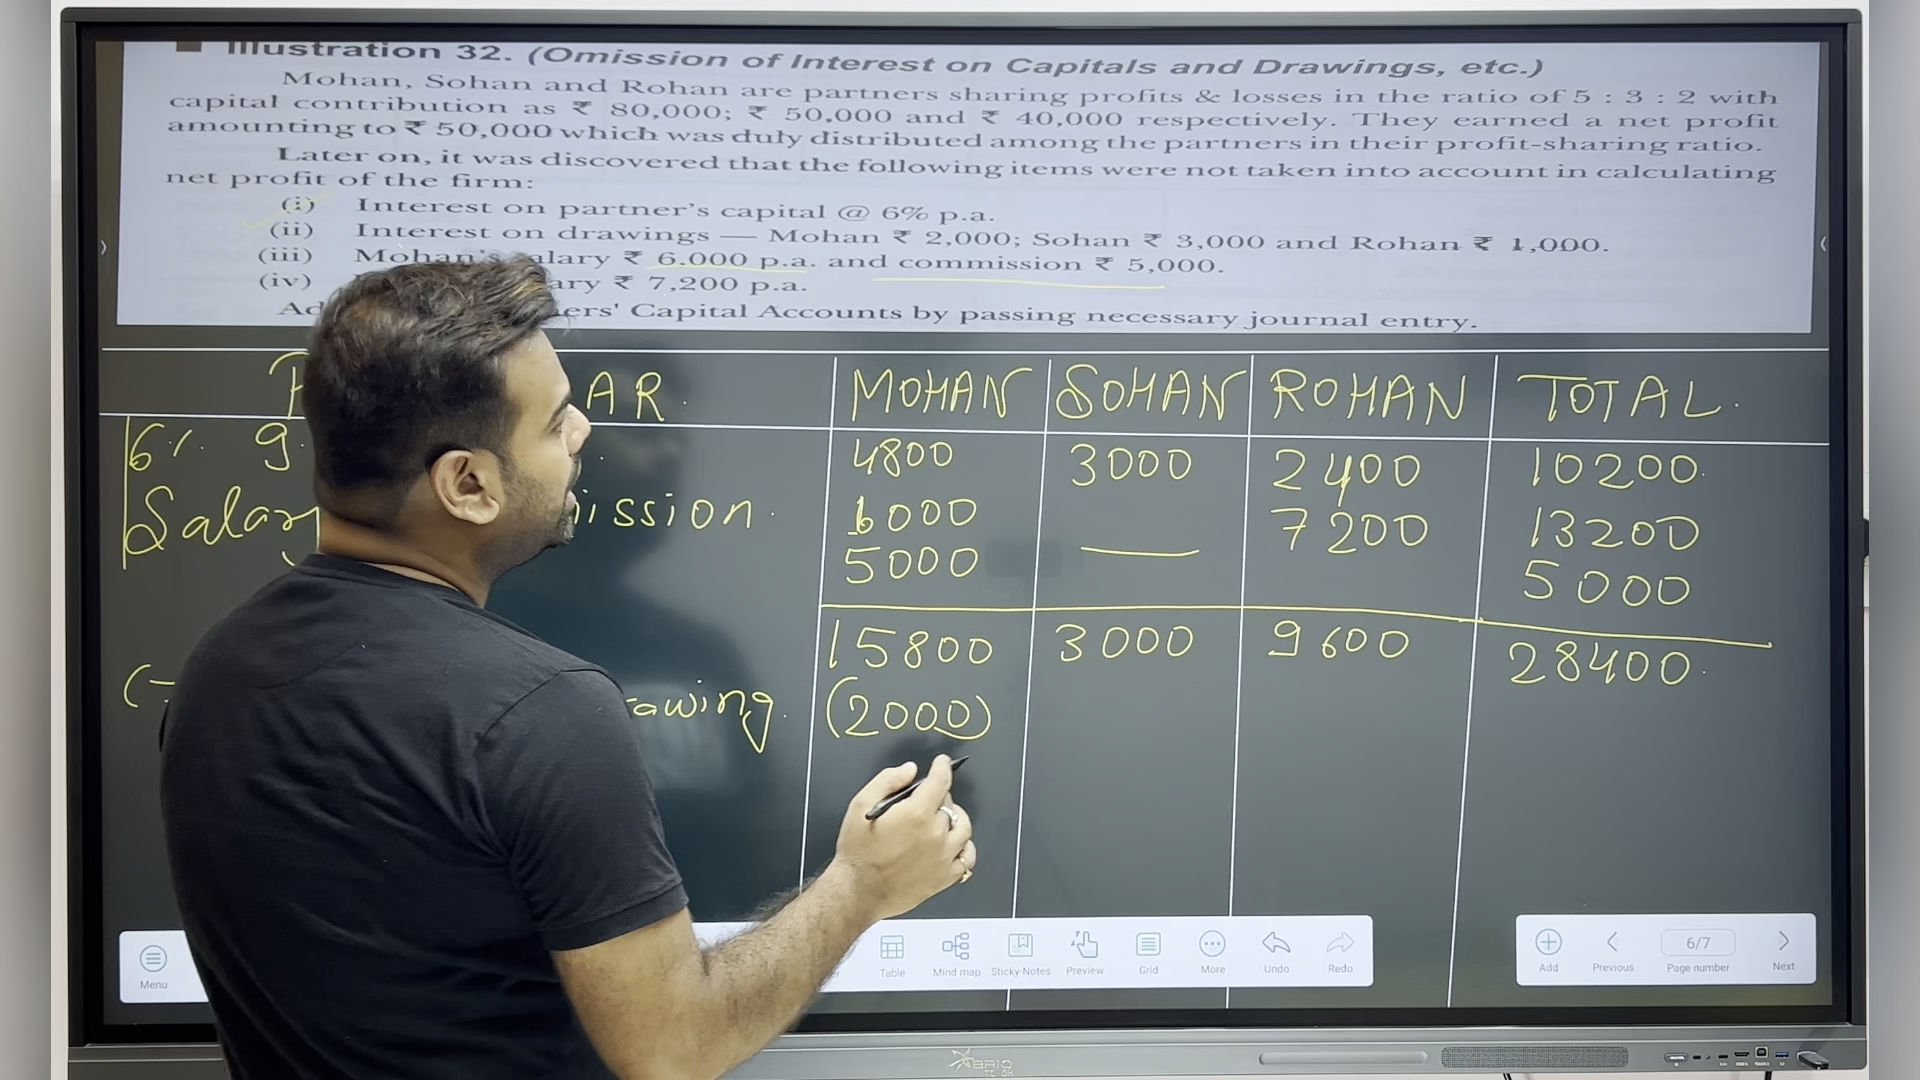 Illustration 32. (Omission of Interest on Capitals and Drawings, etc.)
Mohan, Sohan and Rohan are partners sharing profits & losses in the ratio of 5 : 3 : 2 with
capital contribution as ₹ 80,000; ₹ 50,000 and ₹ 40,000 respectively. They earned a net profit
amounting to ₹ 50,000 which was duly distributed among the partners in their profit-sharing ratio.
Later on, it was discovered that the following items were not taken into account in calculating
net profit of the firm:
(i) Interest on partner's capital @ 6% p.a.
(ii) Interest on drawings — Mohan ₹ 2,000; Sohan ₹ 3,000 and Rohan ₹ 1,000.
(iii) Mohan's salary ₹ 6,000 p.a. and commission ₹ 5,000.
(iv) ary ₹ 7,200 p.a.
Ad ers' Capital Accounts by passing necessary journal entry.
P AR. MOHAN SOHAN ROHAN TOTAL.
6%. 9. 4800 3000 2400 10200.
Salary ission. 6000 — 7200 13200
5000 5000
15800 3000 9600 28400.
(- awing. (2000)
Menu Table Mind map Sticky-Notes Preview Grid More Undo Redo Add Previous 6/7 Page number Next